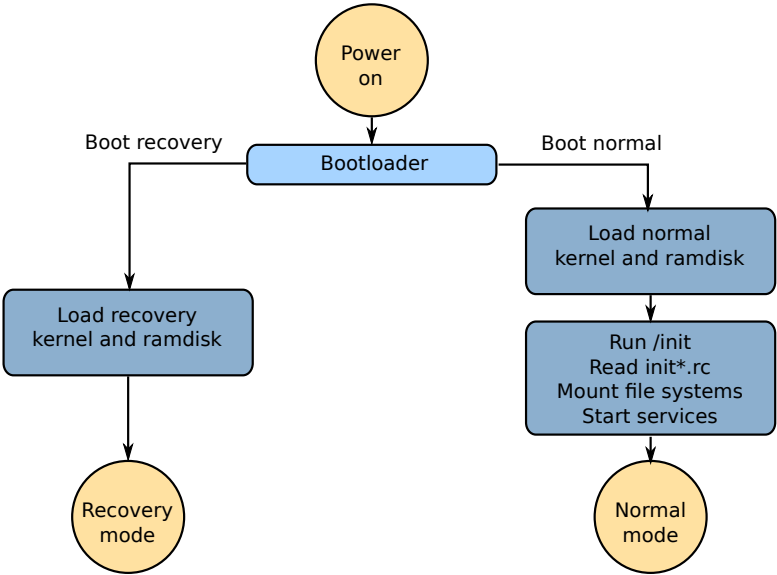 Power
on
Boot recovery
Boot normal
Bootloader
Load normal
kernel and ramdisk
Load recovery
kernel and ramdisk
Run /init
Read init*.rc
Mount file systems
Start services
Recovery
mode
Normal
mode